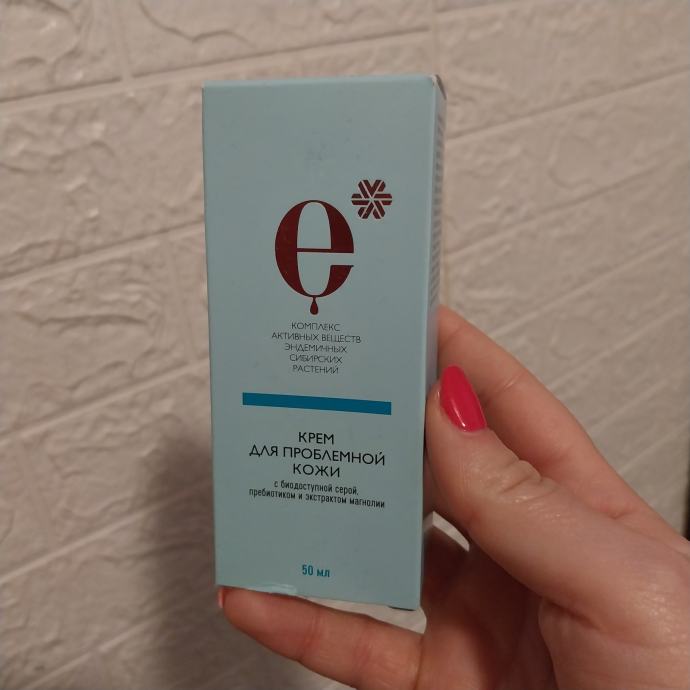 e
КОМПЛЕКС
АКТИВНЫХ ВЕЩЕСТВ
ЭНДЕМИЧНЫХ
СИБИРСКИХ
РАСТЕНИЙ
КРЕМ
ДЛЯ ПРОБЛЕМНОЙ
КОЖИ
с биодоступной серой,
пребиотиком и экстрактом магнолии
50 мл